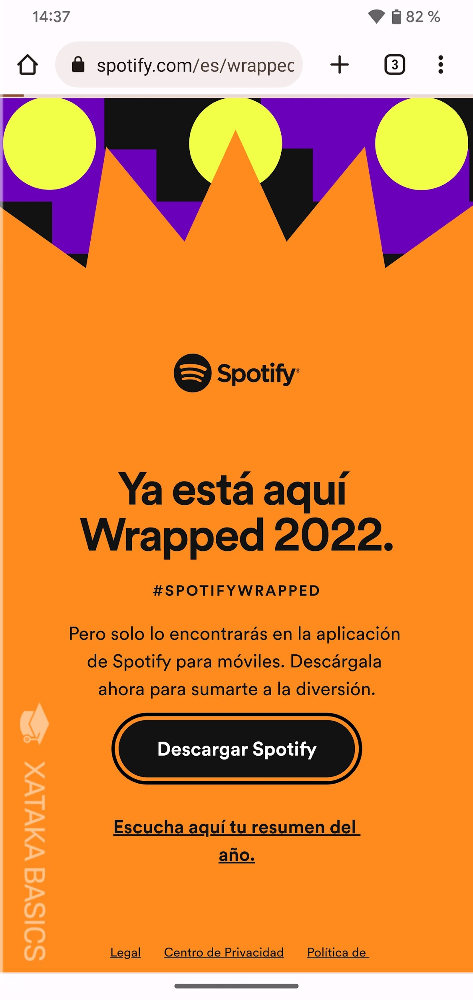 14:37
82 %
spotify.com/es/wrapped
3
Spotify®
Ya está aquí
Wrapped 2022.
#SPOTIFYWRAPPED
Pero solo lo encontrarás en la aplicación
de Spotify para móviles. Descárgala
ahora para sumarte a la diversión.
Descargar Spotify
Escucha aquí tu resumen del
año.
XATAKA BASICS
Legal Centro de Privacidad Política de